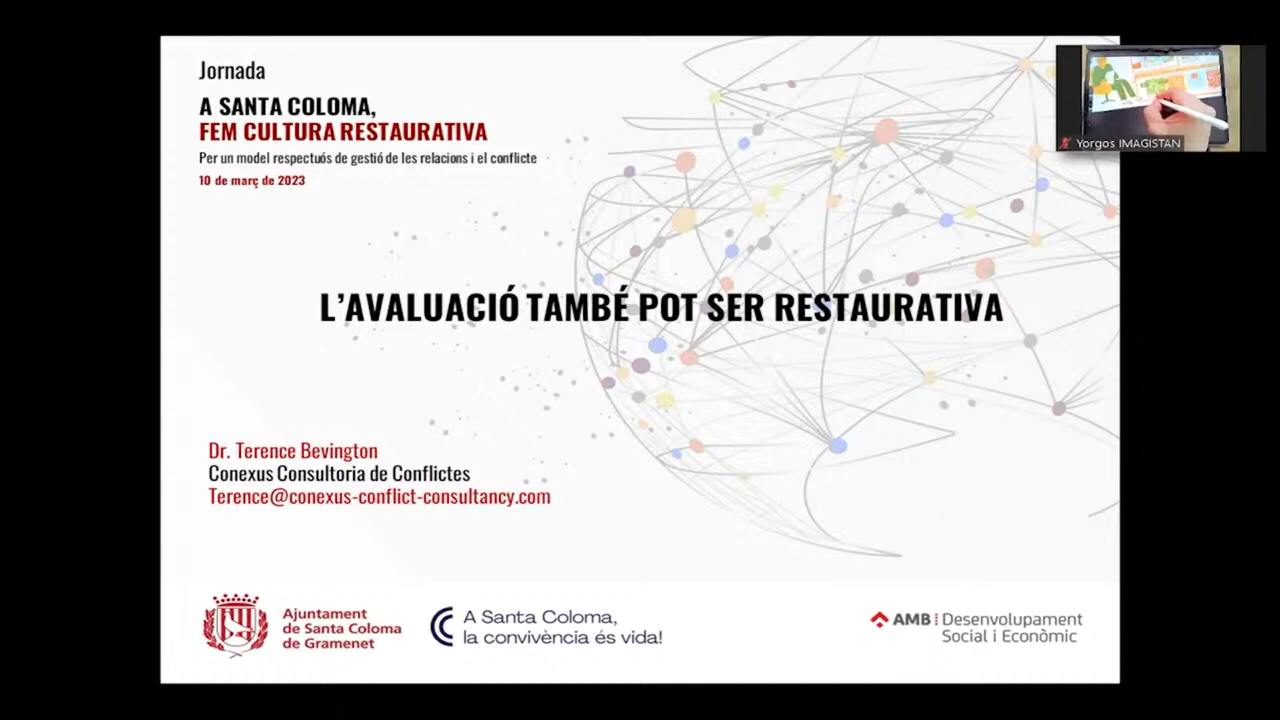 Jornada
A SANTA COLOMA,
FEM CULTURA RESTAURATIVA
Per un model respectuós de gestió de les relacions i el conflicte
10 de març de 2023
Yorgos IMAGISTAN
L'AVALUACIÓ TAMBÉ POT SER RESTAURATIVA
Dr. Terence Bevington
Conexus Consultoria de Conflictes
Terence@conexus-conflict-consultancy.com
Ajuntament
de Santa Coloma
de Gramenet
A Santa Coloma,
la convivència és vida!
AMB Desenvolupament
Social i Econòmic